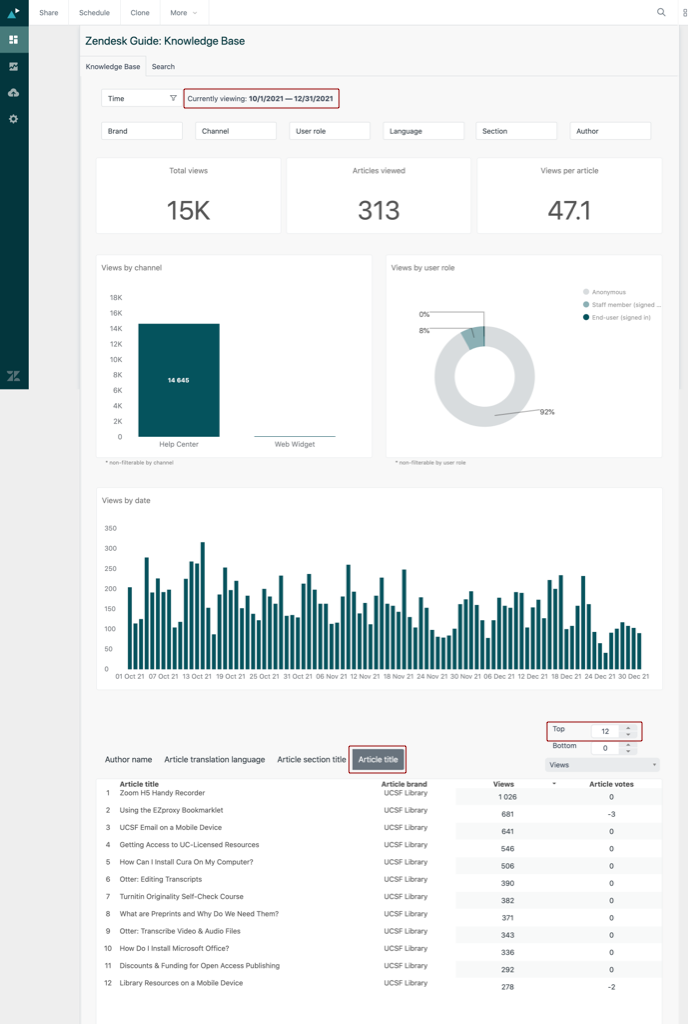 Share Schedule Clone More
Zendesk Guide: Knowledge Base
Knowledge Base Search
Time Currently viewing: 10/1/2021 — 12/31/2021
Brand Channel User role Language Section Author
Total views Articles viewed Views per article
15K 313 47.1
Views by channel
18K
16K
14K
12K
10K
8K
6K
4K
2K
0
14 645
Help Center Web Widget
* non-filterable by channel
Views by user role
Anonymous
Staff member (signed ...
End-user (signed in)
0%
8%
92%
* non-filterable by user role
Views by date
350
300
250
200
150
100
50
0
01 Oct 21 07 Oct 21 13 Oct 21 19 Oct 21 25 Oct 21 31 Oct 21 06 Nov 21 12 Nov 21 18 Nov 21 24 Nov 21 30 Nov 21 06 Dec 21 12 Dec 21 18 Dec 21 24 Dec 21 30 Dec 21
Top 12
Bottom 0
Author name Article translation language Article section title Article title Views
Article title Article brand Views Article votes
1 Zoom H5 Handy Recorder UCSF Library 1 026 0
2 Using the EZproxy Bookmarklet UCSF Library 681 -3
3 UCSF Email on a Mobile Device UCSF Library 641 0
4 Getting Access to UC-Licensed Resources UCSF Library 546 0
5 How Can I Install Cura On My Computer? UCSF Library 506 0
6 Otter: Editing Transcripts UCSF Library 390 0
7 Turnitin Originality Self-Check Course UCSF Library 382 0
8 What are Preprints and Why Do We Need Them? UCSF Library 371 0
9 Otter: Transcribe Video & Audio Files UCSF Library 343 0
10 How Do I Install Microsoft Office? UCSF Library 336 0
11 Discounts & Funding for Open Access Publishing UCSF Library 292 0
12 Library Resources on a Mobile Device UCSF Library 278 -2